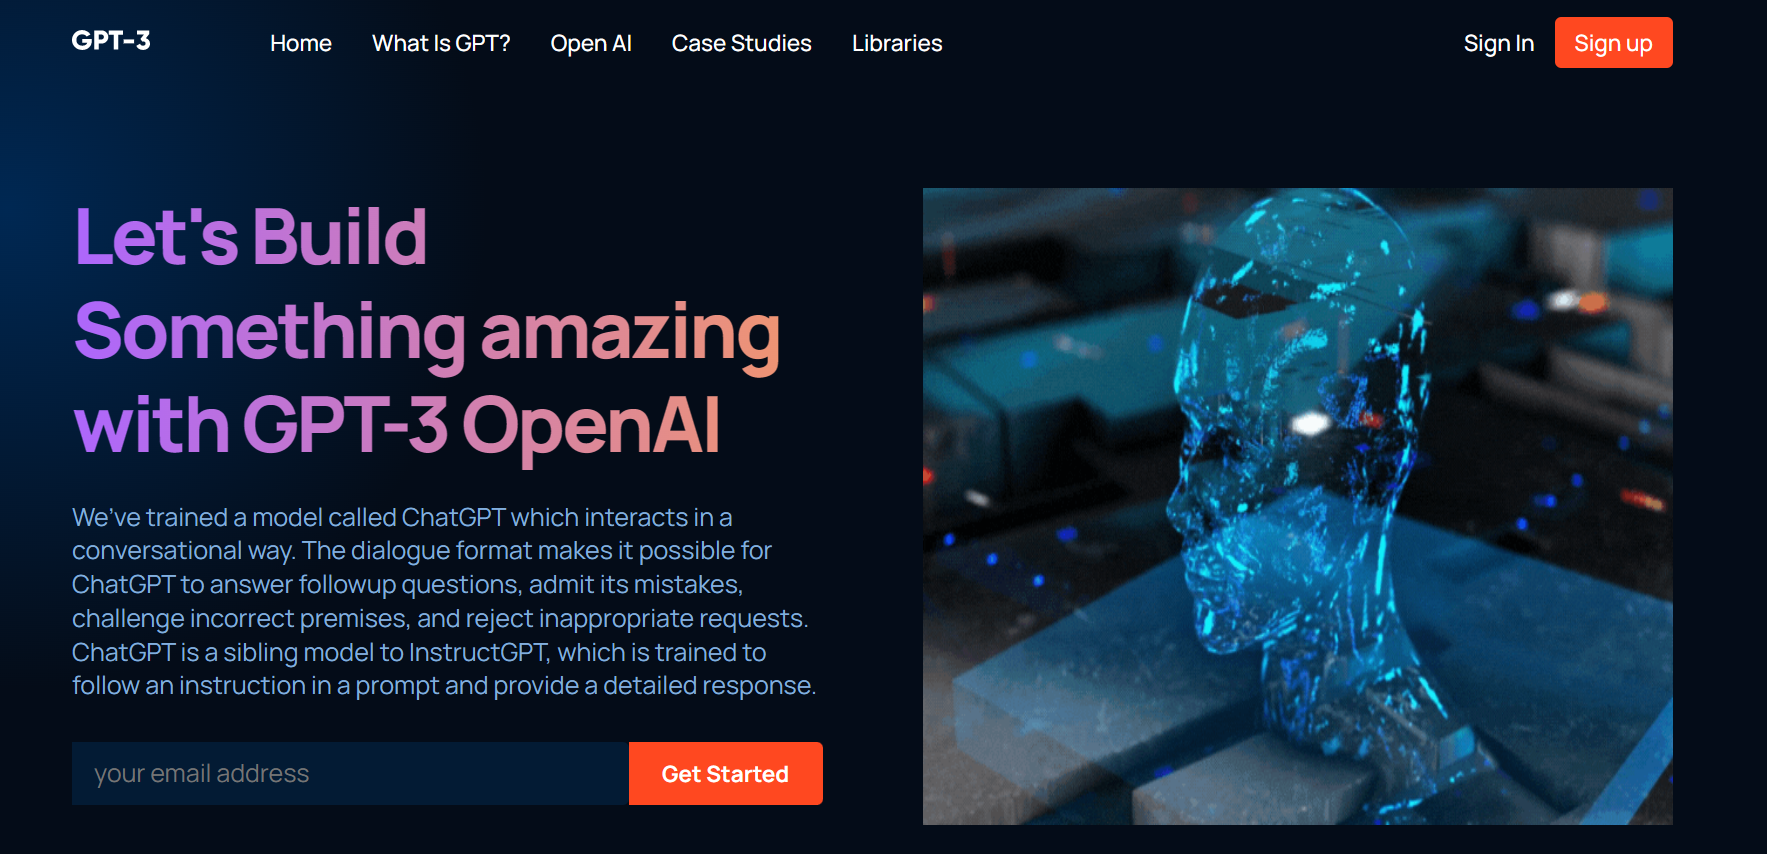 GPT-3
Home
What Is GPT?
Open AI
Case Studies
Libraries
Sign In
Sign up
Let's Build
Something amazing
with GPT-3 OpenAI
We’ve trained a model called ChatGPT which interacts in a
conversational way. The dialogue format makes it possible for
ChatGPT to answer followup questions, admit its mistakes,
challenge incorrect premises, and reject inappropriate requests.
ChatGPT is a sibling model to InstructGPT, which is trained to
follow an instruction in a prompt and provide a detailed response.
your email address
Get Started